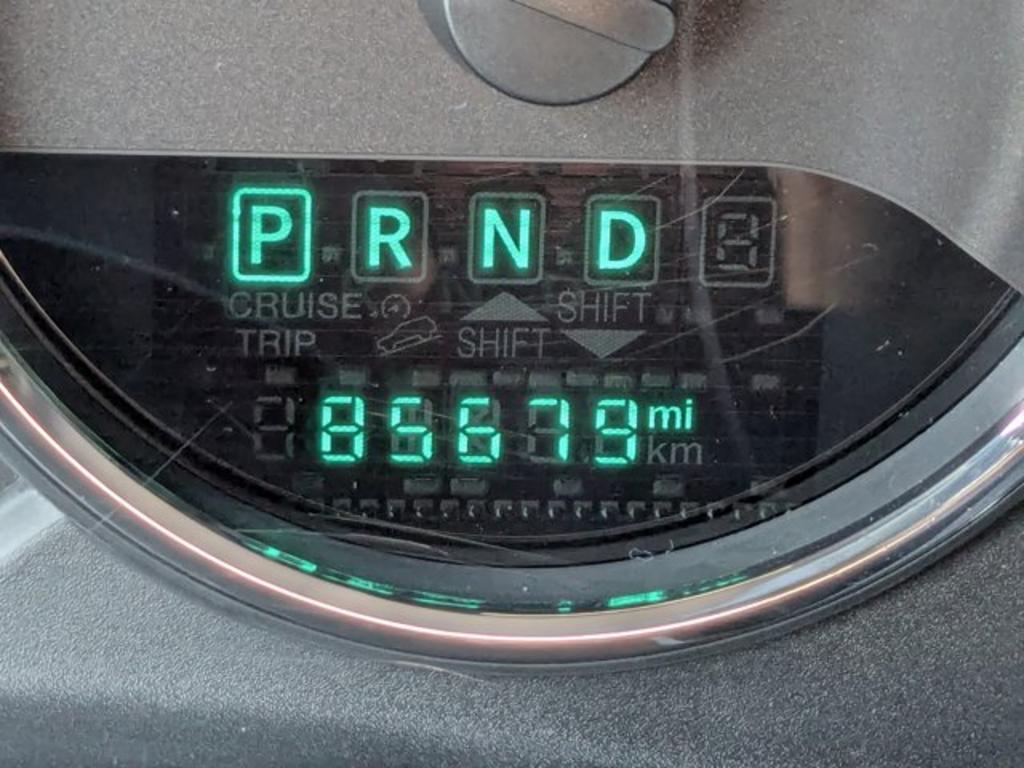 P R N D
CRUISE SHIFT
TRIP SHIFT
85679 mi
km